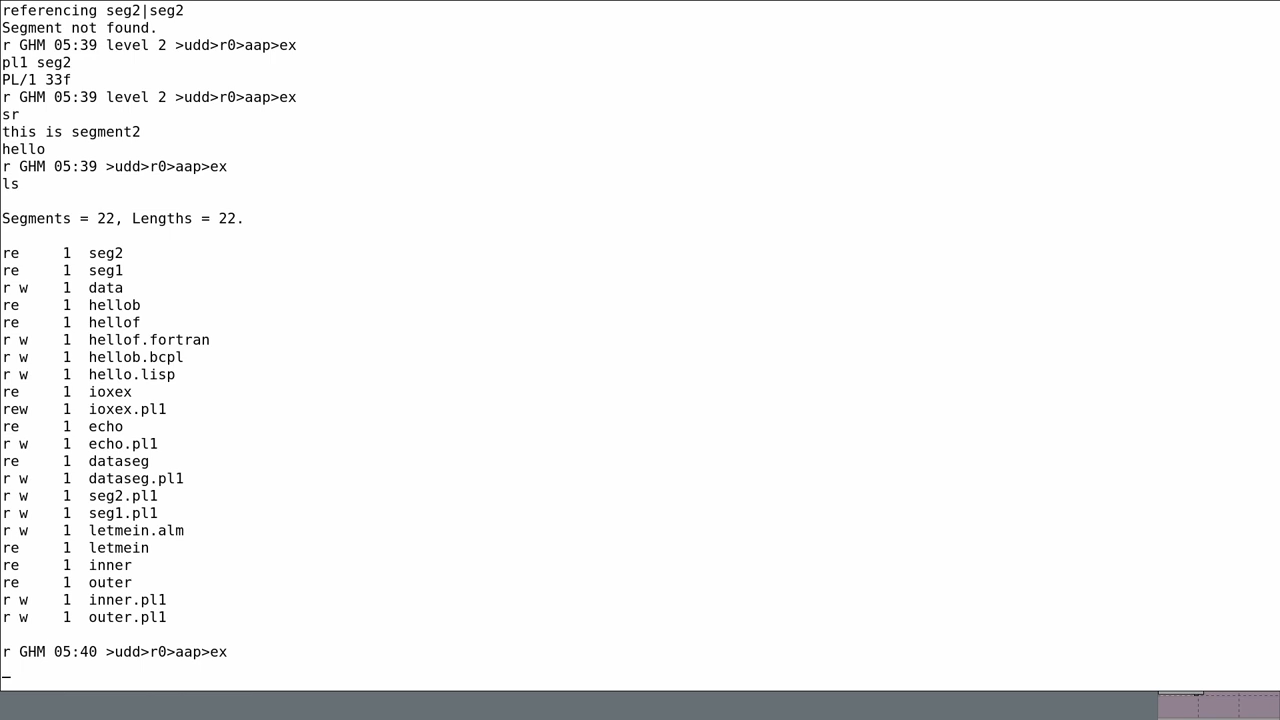 referencing seg2|seg2
Segment not found.
r GHM 05:39 level 2 >udd>r0>aap>ex
pl1 seg2
PL/1 33f
r GHM 05:39 level 2 >udd>r0>aap>ex
sr
this is segment2
hello
r GHM 05:39 >udd>r0>aap>ex
ls
Segments = 22, Lengths = 22.
re     1  seg2
re     1  seg1
r w    1  data
re     1  hellob
re     1  hellof
r w    1  hellof.fortran
r w    1  hellob.bcpl
r w    1  hello.lisp
re     1  ioxex
rew    1  ioxex.pl1
re     1  echo
r w    1  echo.pl1
re     1  dataseg
r w    1  dataseg.pl1
r w    1  seg2.pl1
r w    1  seg1.pl1
r w    1  letmein.alm
re     1  letmein
re     1  inner
re     1  outer
r w    1  inner.pl1
r w    1  outer.pl1
r GHM 05:40 >udd>r0>aap>ex